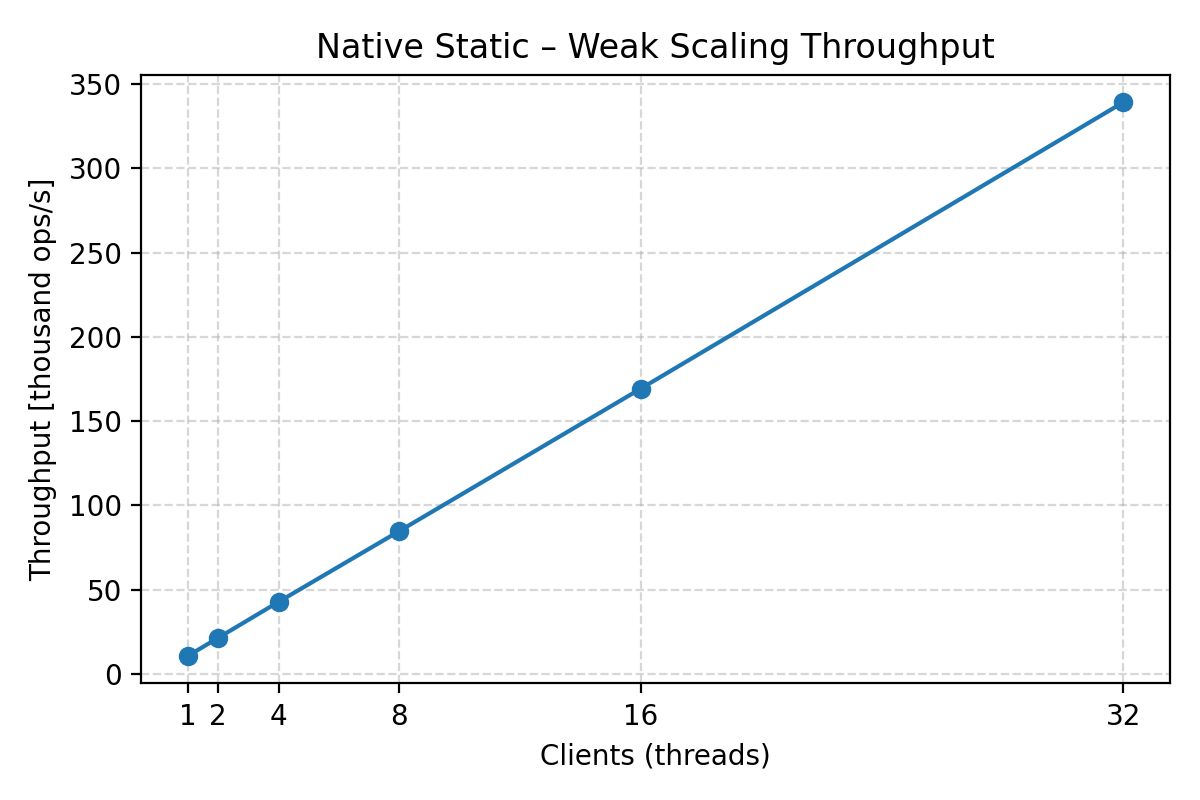 Native Static – Weak Scaling Throughput
Throughput [thousand ops/s]
350
300
250
200
150
100
50
0
1 2 4 8 16 32
Clients (threads)